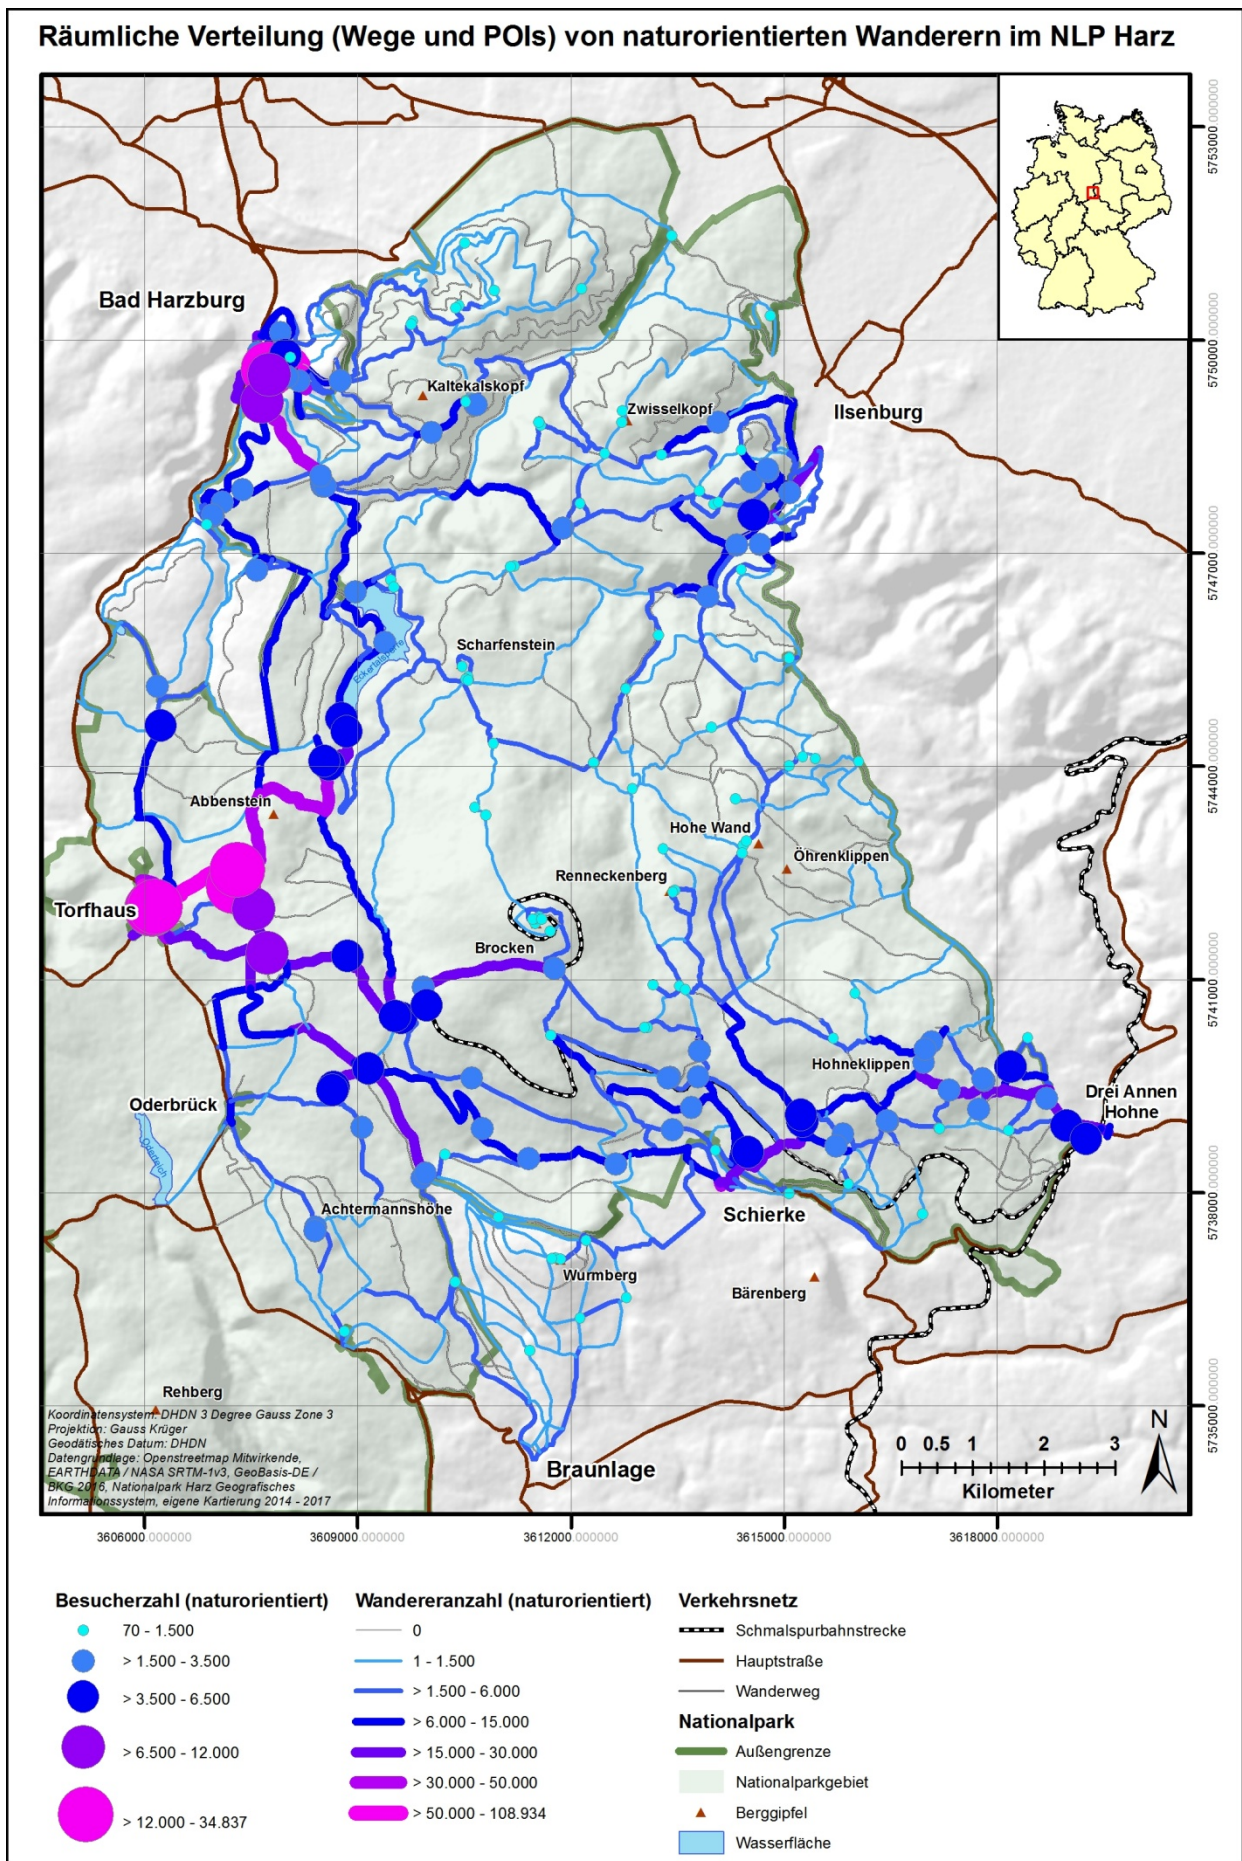 Räumliche Verteilung (Wege und POIs) von naturorientierten Wanderern im NLP Harz
5753000.000000
Bad Harzburg
5750000.000000
Kaltekalskopf
Zwisselkopf
Ilsenburg
5747000.000000
Scharfenstein
Eckertalsperre
5744000.000000
Abbenstein
Hohe Wand
Öhrenklippen
Renneckenberg
Torfhaus
Brocken
5741000.000000
Hohneklippen
Drei Annen
Hohne
Oderbrück
Oderteich
5738000.000000
Achtermannshöhe
Schierke
Wurmberg
Bärenberg
Rehberg
5735000.000000
Koordinatensystem: DHDN 3 Degree Gauss Zone 3
Projektion: Gauss Krüger
Geodätisches Datum: DHDN
Datengrundlage: Openstreetmap Mitwirkende,
EARTHDATA / NASA SRTM-1v3, GeoBasis-DE /
BKG 2016, Nationalpark Harz Geografisches
Informationssystem, eigene Kartierung 2014 - 2017
Braunlage
0 0.5 1 2 3
Kilometer
N
3606000.000000 3609000.000000 3612000.000000 3615000.000000 3618000.000000
Besucherzahl (naturorientiert)
70 - 1.500
> 1.500 - 3.500
> 3.500 - 6.500
> 6.500 - 12.000
> 12.000 - 34.837
Wandereranzahl (naturorientiert)
0
1 - 1.500
> 1.500 - 6.000
> 6.000 - 15.000
> 15.000 - 30.000
> 30.000 - 50.000
> 50.000 - 108.934
Verkehrsnetz
Schmalspurbahnstrecke
Hauptstraße
Wanderweg
Nationalpark
Außengrenze
Nationalparkgebiet
Berggipfel
Wasserfläche